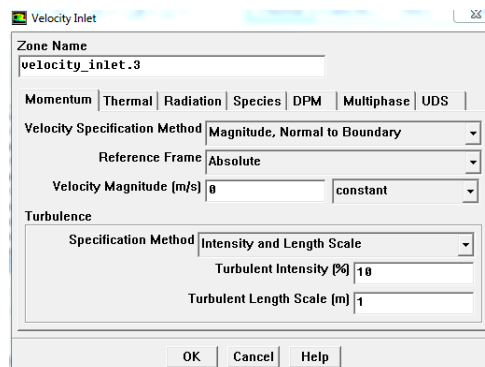 Velocity Inlet
Zone Name
velocity_inlet.3
Momentum Thermal Radiation Species DPM Multiphase UDS
Velocity Specification Method Magnitude, Normal to Boundary
Reference Frame Absolute
Velocity Magnitude (m/s) 0 constant
Turbulence
Specification Method Intensity and Length Scale
Turbulent Intensity (%) 10
Turbulent Length Scale (m) 1
OK Cancel Help